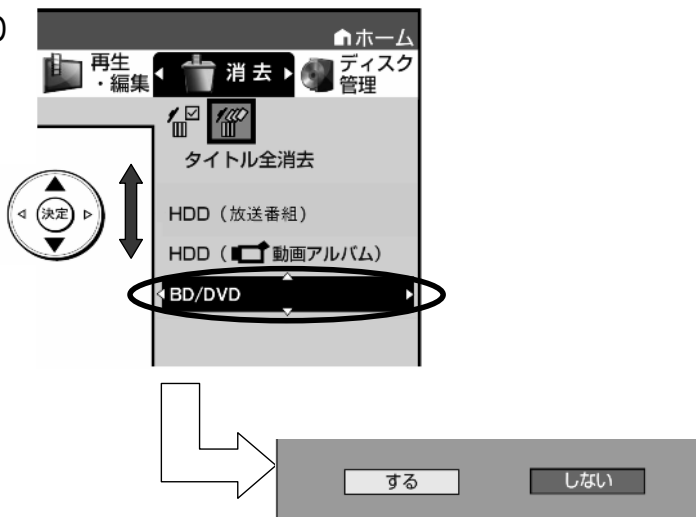 ホーム
再生
・編集
消去
ディスク
管理
タイトル全消去
決定
HDD（放送番組）
HDD（動画アルバム）
BD/DVD
する
しない